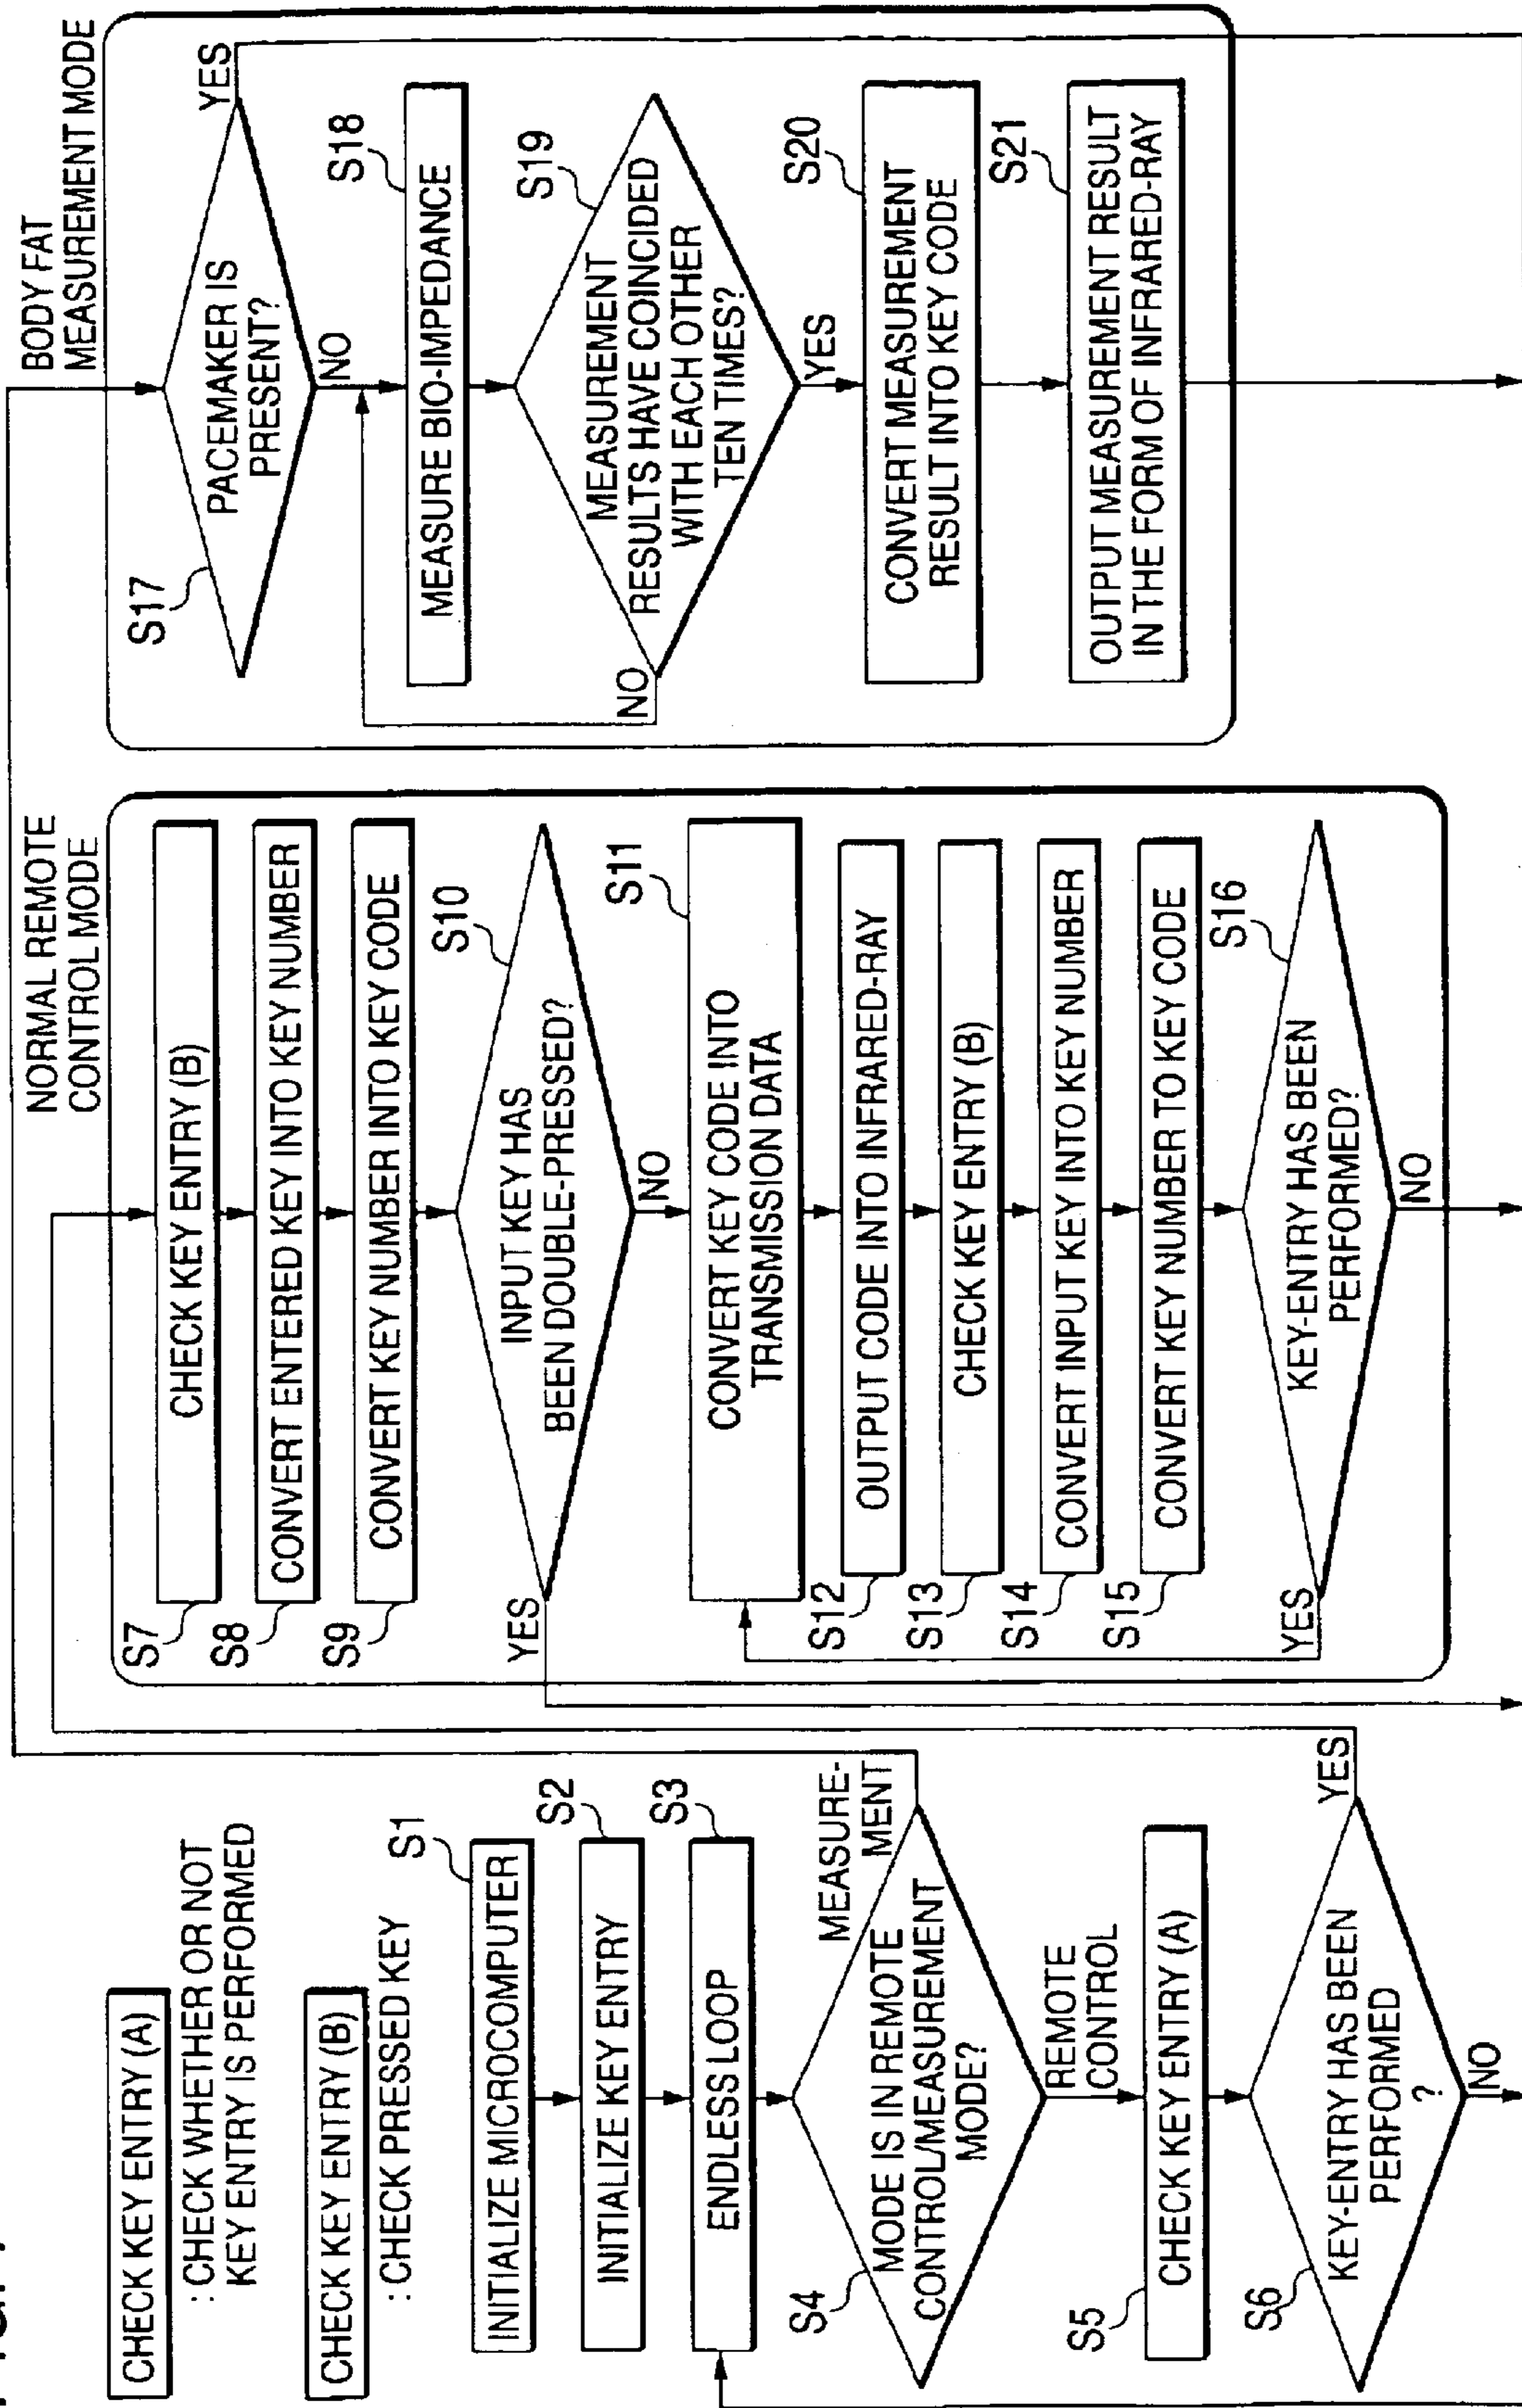 CHECK KEY ENTRY (A)
: CHECK WHETHER OR NOT
KEY ENTRY IS PERFORMED
CHECK KEY ENTRY (B)
: CHECK PRESSED KEY
S1
INITIALIZE MICROCOMPUTER
S2
INITIALIZE KEY ENTRY
S3
ENDLESS LOOP
S4
MODE IS IN REMOTE
CONTROL/MEASUREMENT
MODE?
MEASURE-
MENT
REMOTE
CONTROL
S5
CHECK KEY ENTRY (A)
S6
KEY-ENTRY HAS BEEN
PERFORMED
?
YES
NO
NORMAL REMOTE
CONTROL MODE
S7
CHECK KEY ENTRY (B)
S8
CONVERT ENTERED KEY INTO KEY NUMBER
S9
CONVERT KEY NUMBER INTO KEY CODE
S10
INPUT KEY HAS
BEEN DOUBLE-PRESSED?
YES
NO
S11
CONVERT KEY CODE INTO
TRANSMISSION DATA
S12
OUTPUT CODE INTO INFRARED-RAY
S13
CHECK KEY ENTRY (B)
S14
CONVERT INPUT KEY INTO KEY NUMBER
S15
CONVERT KEY NUMBER TO KEY CODE
S16
KEY-ENTRY HAS BEEN
PERFORMED?
YES
NO
BODY FAT
MEASUREMENT MODE
S17
PACEMAKER IS
PRESENT?
YES
NO
S18
MEASURE BIO-IMPEDANCE
S19
MEASUREMENT
RESULTS HAVE COINCIDED
WITH EACH OTHER
TEN TIMES?
NO
YES
S20
CONVERT MEASUREMENT
RESULT INTO KEY CODE
S21
OUTPUT MEASUREMENT RESULT
IN THE FORM OF INFRARED-RAY